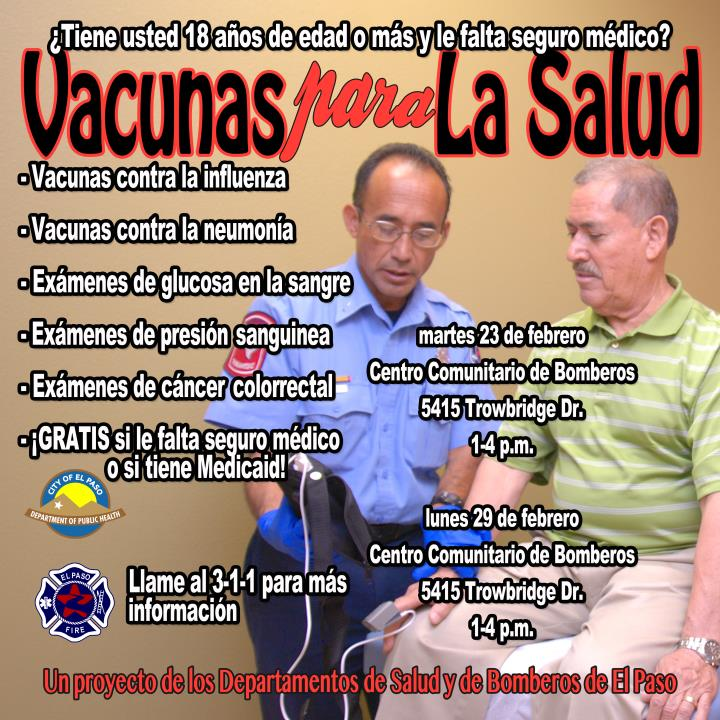 ¿Tiene usted 18 años de edad o más y le falta seguro médico?
Vacunas para La Salud
- Vacunas contra la influenza
- Vacunas contra la neumonía
- Exámenes de glucosa en la sangre
- Exámenes de presión sanguinea
- Exámenes de cáncer colorrectal
- ¡GRATIS si le falta seguro médico
o si tiene Medicaid!
martes 23 de febrero
Centro Comunitario de Bomberos
5415 Trowbridge Dr.
1-4 p.m.
lunes 29 de febrero
Centro Comunitario de Bomberos
5415 Trowbridge Dr.
1-4 p.m.
CITY OF EL PASO
DEPARTMENT OF PUBLIC HEALTH
EL PASO
FIRE
Llame al 3-1-1 para más
información
Un proyecto de los Departamentos de Salud y de Bomberos de El Paso